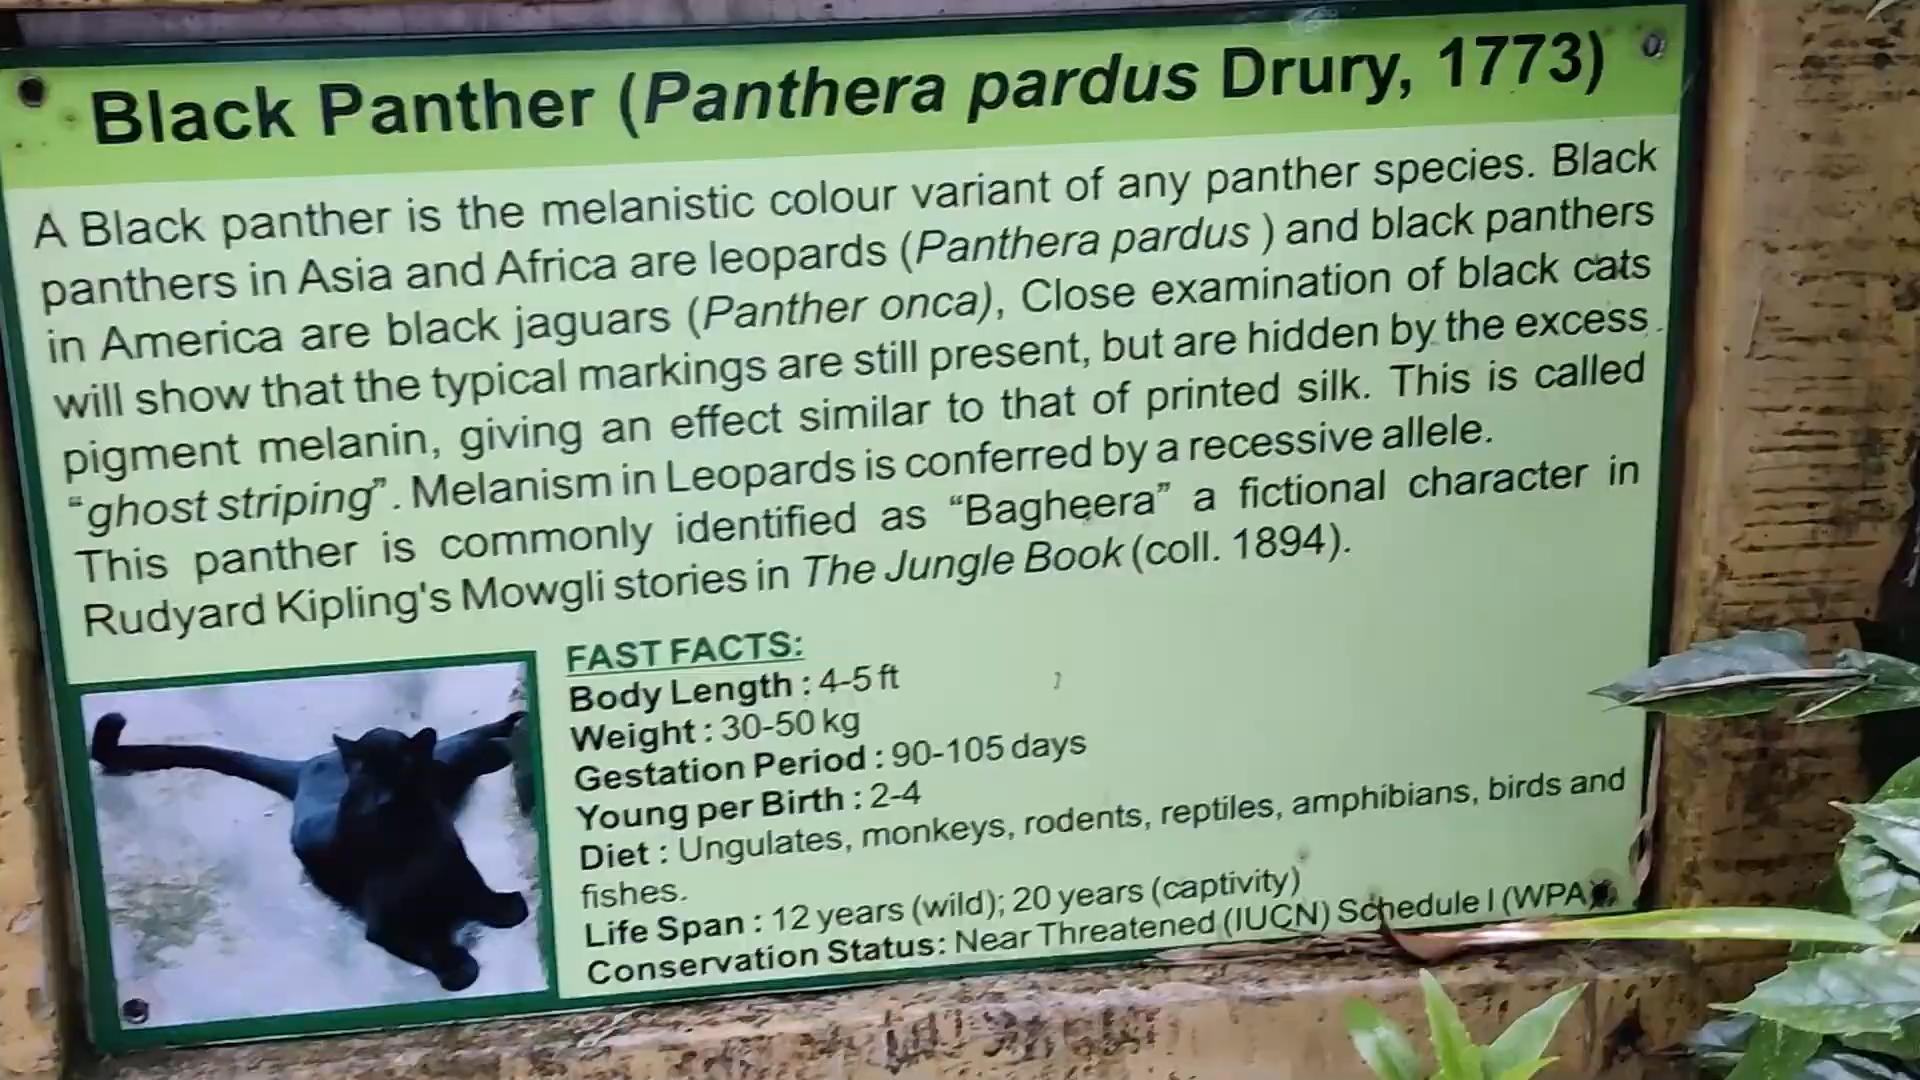 Black Panther (Panthera pardus Drury, 1773)
A Black panther is the melanistic colour variant of any panther species. Black
panthers in Asia and Africa are leopards (Panthera pardus ) and black panthers
in America are black jaguars (Panther onca), Close examination of black cats
will show that the typical markings are still present, but are hidden by the excess
pigment melanin, giving an effect similar to that of printed silk. This is called
“ghost striping”. Melanism in Leopards is conferred by a recessive allele.
This panther is commonly identified as “Bagheera” a fictional character in
Rudyard Kipling's Mowgli stories in The Jungle Book (coll. 1894).
FAST FACTS:
Body Length : 4-5 ft
Weight : 30-50 kg
Gestation Period : 90-105 days
Young per Birth : 2-4
Diet : Ungulates, monkeys, rodents, reptiles, amphibians, birds and
fishes.
Life Span : 12 years (wild); 20 years (captivity)
Conservation Status: Near Threatened (IUCN) Schedule I (WPA)